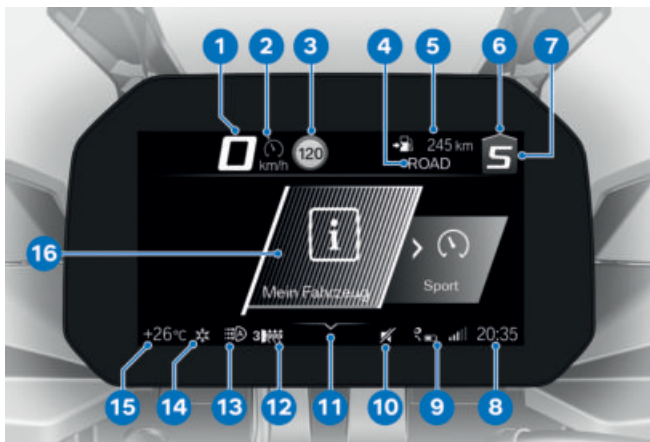 1 2 3 4 5 6 7
0 km/h 120 245 km
ROAD S
i
16
Mein Fahrzeug Sport
+26°C A 3 20:35
15 14 13 12 11 10 9 8